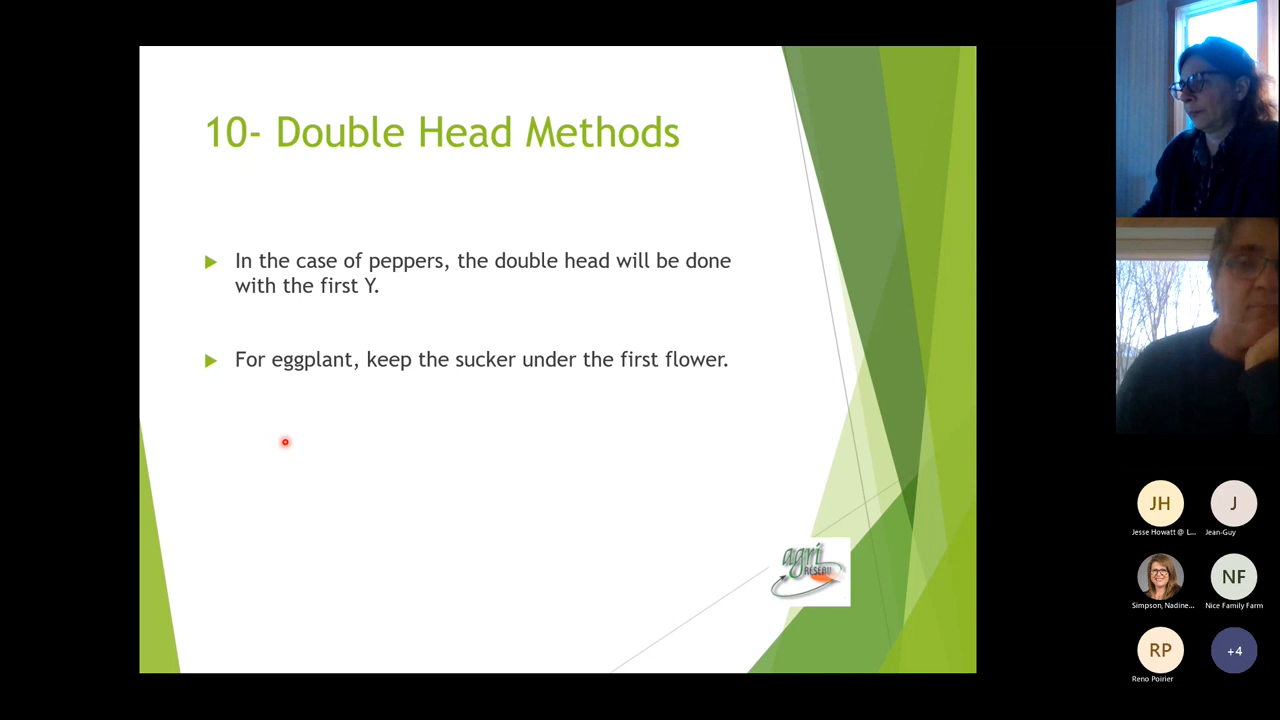 10- Double Head Methods
In the case of peppers, the double head will be done
with the first Y.
For eggplant, keep the sucker under the first flower.
agri
RÉSEAU
JH
J
Jesse Howatt @ L...
Jean-Guy
NF
Simpson, Nadine...
Nice Family Farm
RP
+4
Reno Poirier